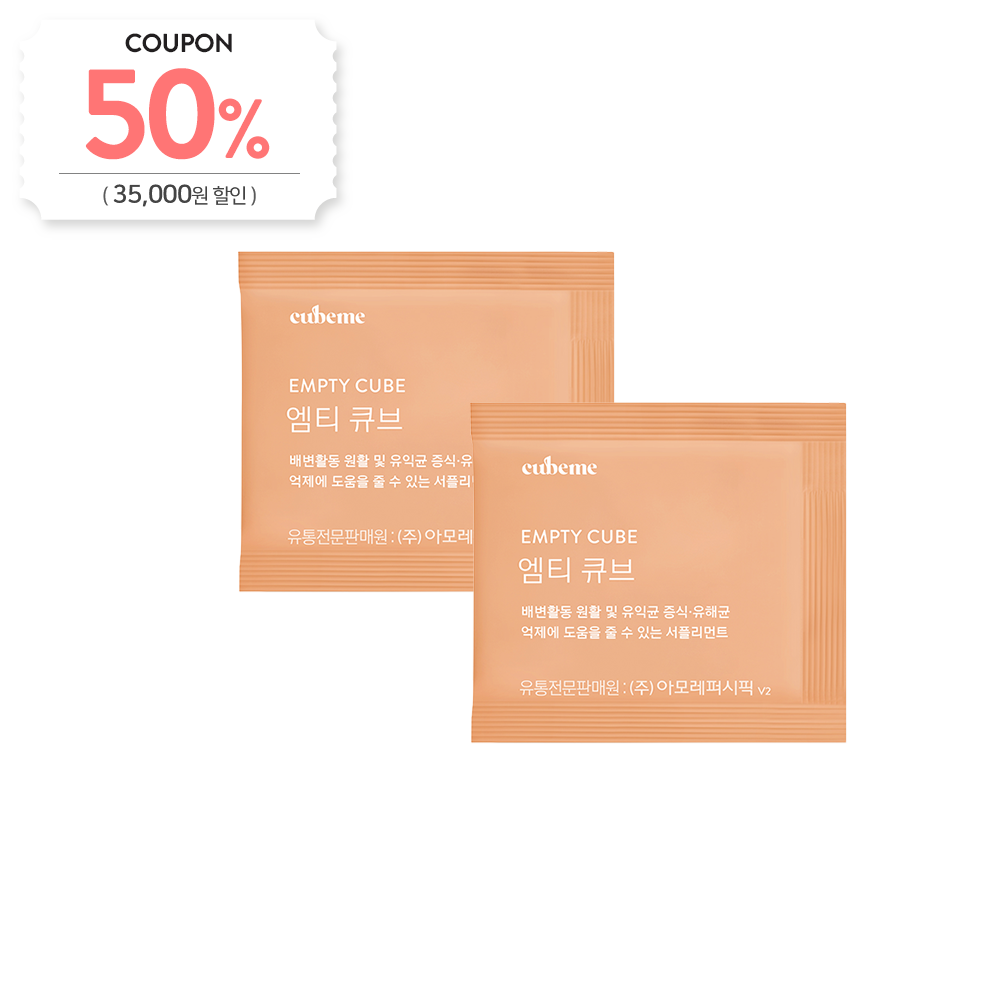 COUPON
50%
( 35,000원 할인 )
cubeme
EMPTY CUBE
엠티 큐브
배변활동 원활 및 유익균 증식·유
억제에 도움을 줄 수 있는 서플리
유통전문판매원 : (주) 아모레
cubeme
EMPTY CUBE
엠티 큐브
배변활동 원활 및 유익균 증식·유해균
억제에 도움을 줄 수 있는 서플리먼트
유통전문판매원 : (주) 아모레퍼시픽 V2